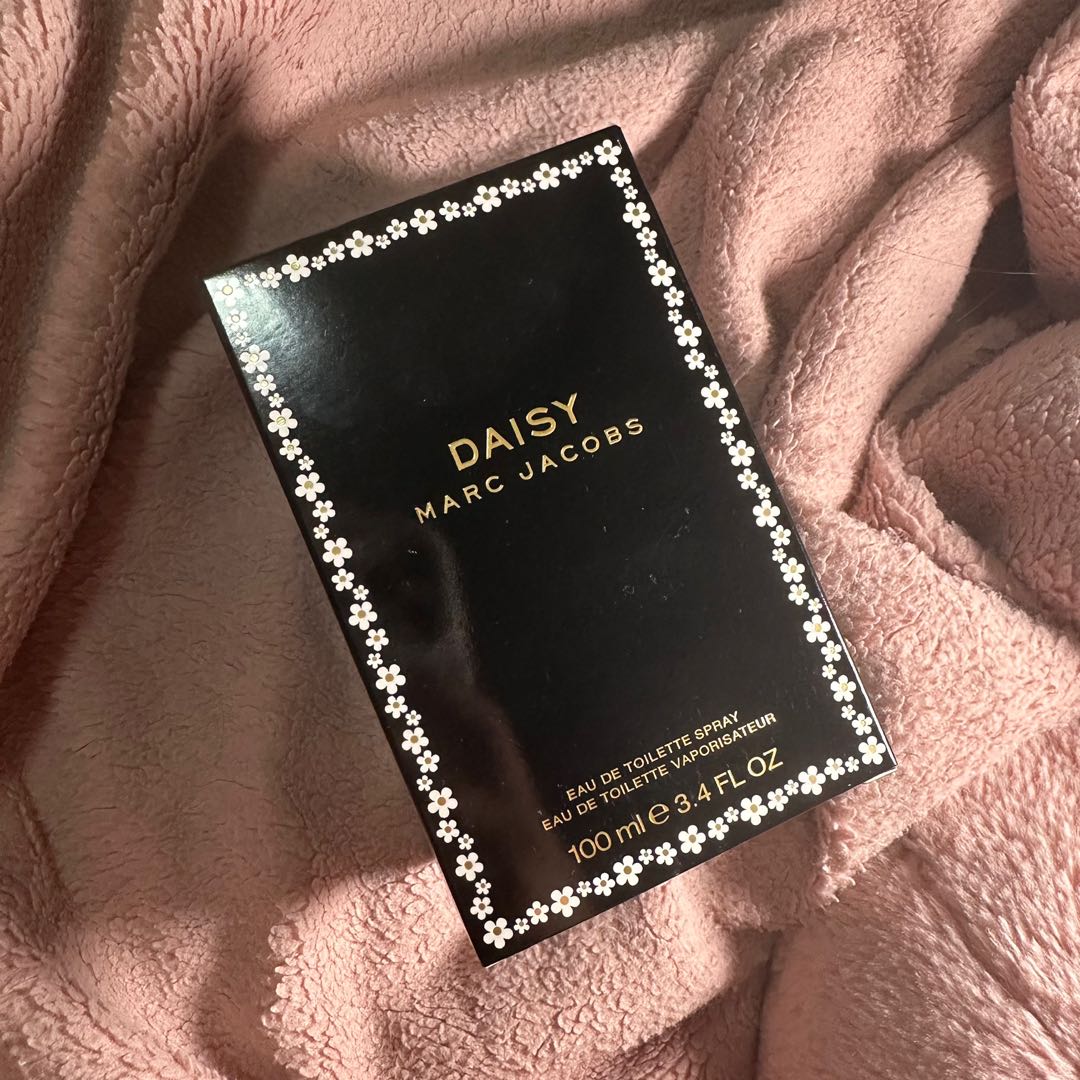 DAISY
MARC JACOBS
EAU DE TOILETTE SPRAY
EAU DE TOILETTE VAPORISATEUR
100 ml ℮ 3.4 FL OZ